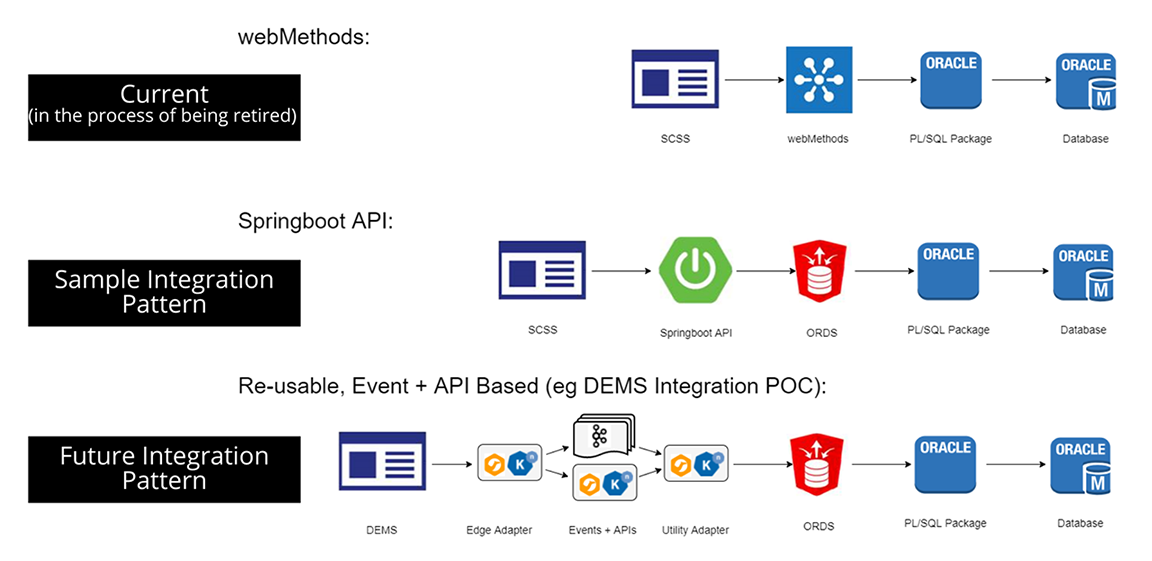 webMethods:
Current
(in the process of being retired)
ORACLE
ORACLE
M
SCSS
webMethods
PL/SQL Package
Database
Springboot API:
Sample Integration
Pattern
ORACLE
ORACLE
M
SCSS
Springboot API
ORDS
PL/SQL Package
Database
Re-usable, Event + API Based (eg DEMS Integration POC):
Future Integration
Pattern
K
n
K
n
K
n
ORACLE
ORACLE
M
DEMS
Edge Adapter
Events + APIs
Utility Adapter
ORDS
PL/SQL Package
Database